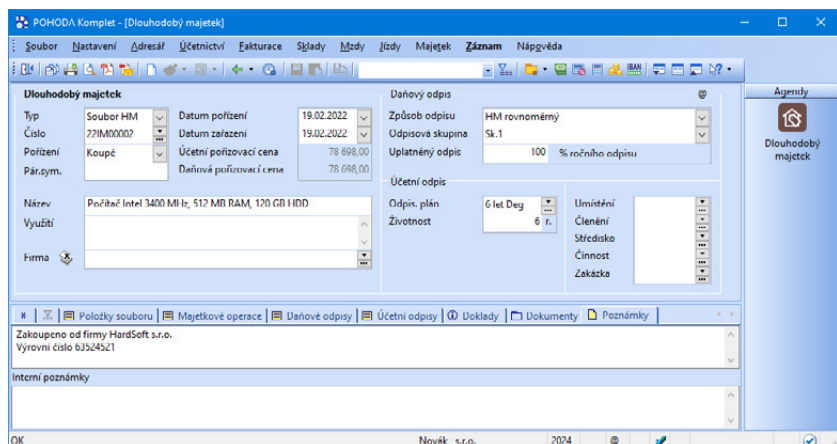 POHODA Komplet - [Dlouhodobý majetek]
Soubor Nastavení Adresář Účetnictví Fakturace Sklady Mzdy Jízdy Majetek Záznam Nápověda
IBAN
Dlouhodobý majetek
Daňový odpis @
Agendy
Typ Soubor HM Datum pořízení 19.02.2022 Způsob odpisu HM rovnoměrný
Číslo 22IM00002 Datum zařazení 19.02.2022 Odpisová skupina Sk.1
Pořízení Koupě Účetní pořizovací cena 78 698,00 Uplatněný odpis 100 % ročního odpisu
Dlouhodobý majetek
Pár.sym. Daňová pořizovací cena 78 698,00
Účetní odpis
Název Počítač Intel 3400 MHz, 512 MB RAM, 120 GB HDD Odpis. plán 6 let Deg Umístění
Využití Životnost 6 r. Členění
Středisko
Firma Činnost
Zakázka
Položky souboru Majetkové operace Daňové odpisy Účetní odpisy Doklady Dokumenty Poznámky
Zakoupeno od firmy HardSoft s.r.o.
Výrovní číslo 63524521
Interní poznámky
OK Novák s.r.o. 2024 @